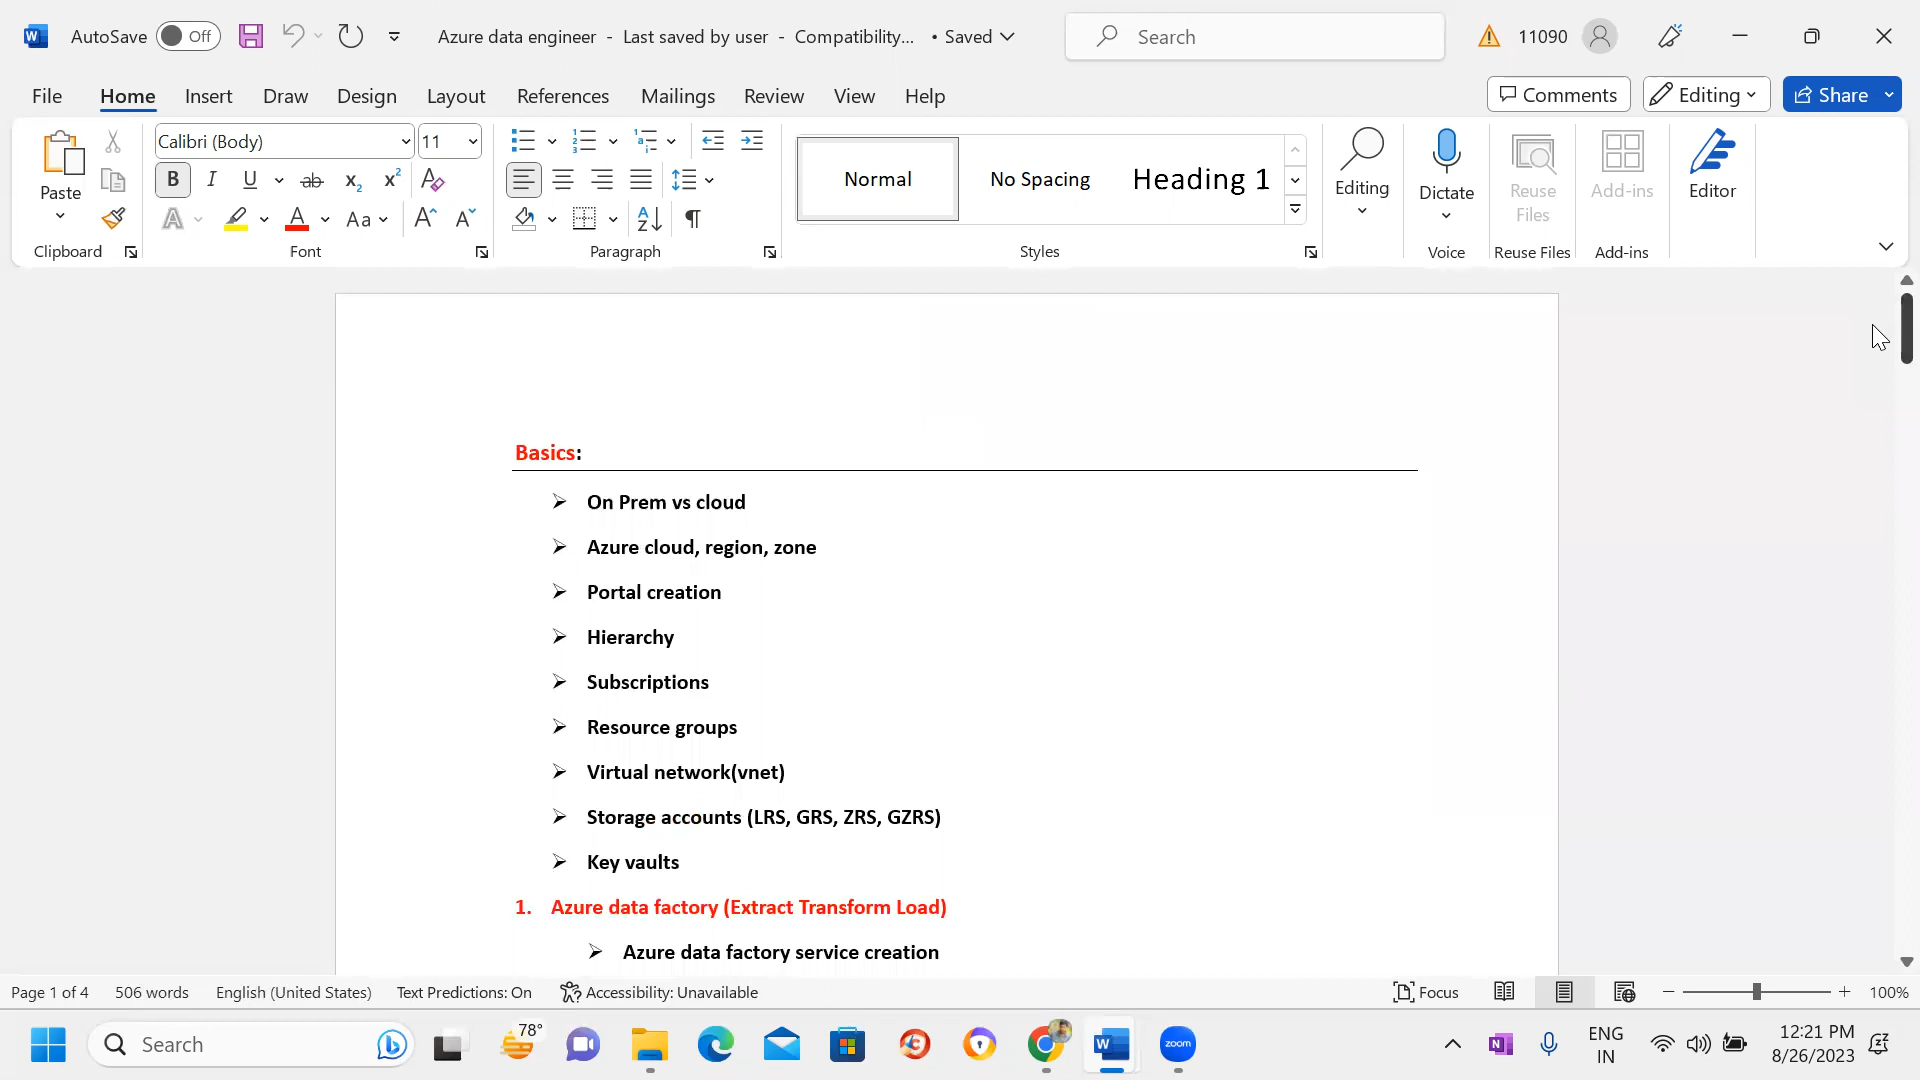 AutoSave Off Azure data engineer - Last saved by user - Compatibility... • Saved Search 11090
File Home Insert Draw Design Layout References Mailings Review View Help Comments Editing Share
Paste Calibri (Body) 11 Normal No Spacing Heading 1 Editing Dictate Reuse Files Add-ins Editor
Clipboard Font Paragraph Styles Voice Reuse Files Add-ins
Basics:
On Prem vs cloud
Azure cloud, region, zone
Portal creation
Hierarchy
Subscriptions
Resource groups
Virtual network(vnet)
Storage accounts (LRS, GRS, ZRS, GZRS)
Key vaults
1. Azure data factory (Extract Transform Load)
Azure data factory service creation
Page 1 of 4 506 words English (United States) Text Predictions: On Accessibility: Unavailable Focus 100%
Search 78° zoom ENG IN 12:21 PM
8/26/2023